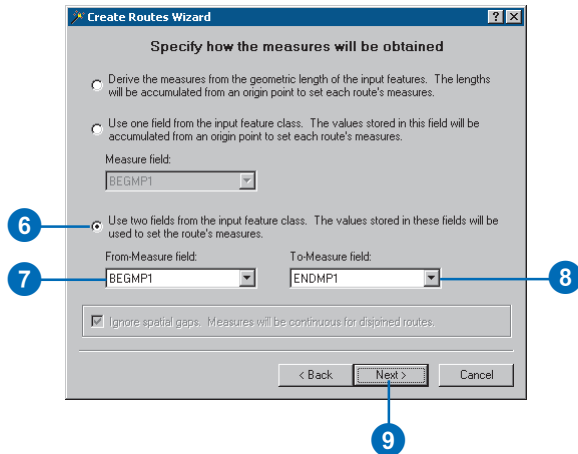 Create Routes Wizard
Specify how the measures will be obtained
Derive the measures from the geometric length of the input features. The lengths
will be accumulated from an origin point to set each route's measures.
Use one field from the input feature class. The values stored in this field will be
accumulated from an origin point to set each route's measures.
Measure field:
BEGMP1
6
Use two fields from the input feature class. The values stored in these fields will be
used to set the route's measures.
From-Measure field: To-Measure field:
7 BEGMP1 ENDMP1 8
Ignore spatial gaps. Measures will be continuous for disjoined routes.
< Back Next > Cancel
9